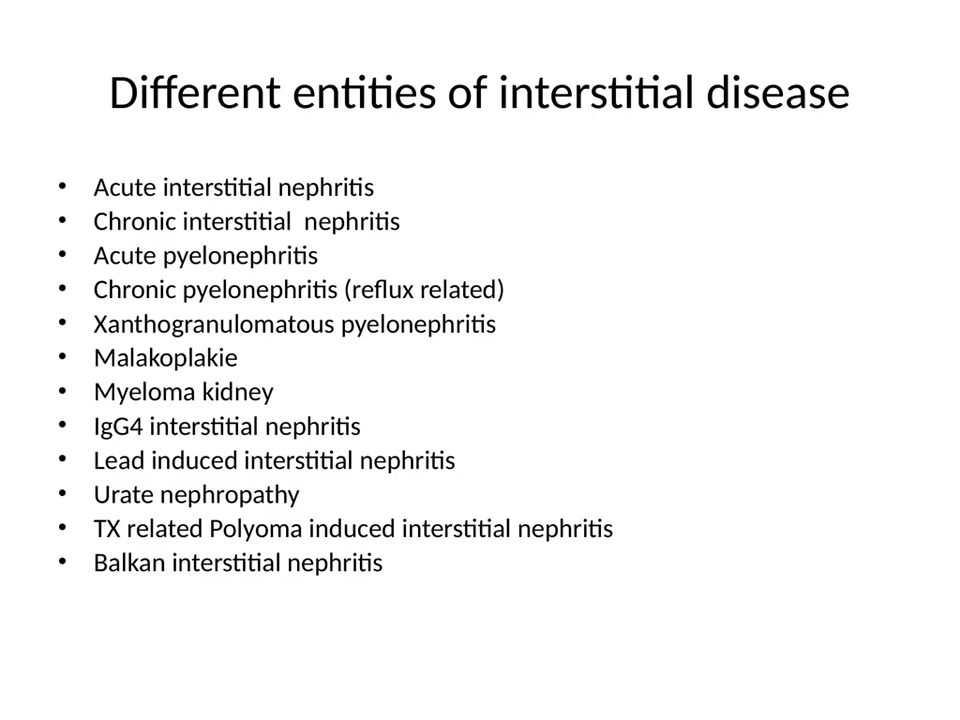 Different entities of interstitial disease
• Acute interstitial nephritis
• Chronic interstitial  nephritis
• Acute pyelonephritis
• Chronic pyelonephritis (reflux related)
• Xanthogranulomatous pyelonephritis
• Malakoplakie
• Myeloma kidney
• IgG4 interstitial nephritis
• Lead induced interstitial nephritis
• Urate nephropathy
• TX related Polyoma induced interstitial nephritis
• Balkan interstitial nephritis